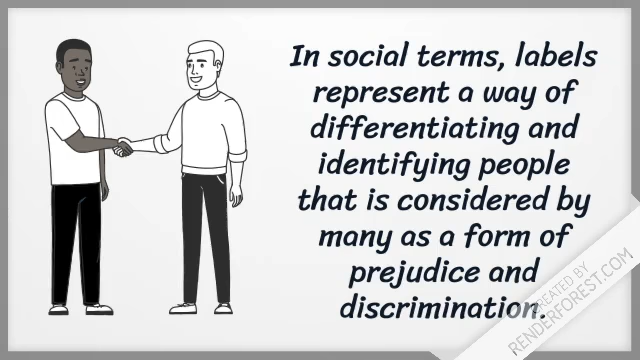 In social terms, labels
represent a way of
differentiating and
identifying people
that is considered by
many as a form of
prejudice and
discrimination.
CREATED BY
RENDERFOREST.COM